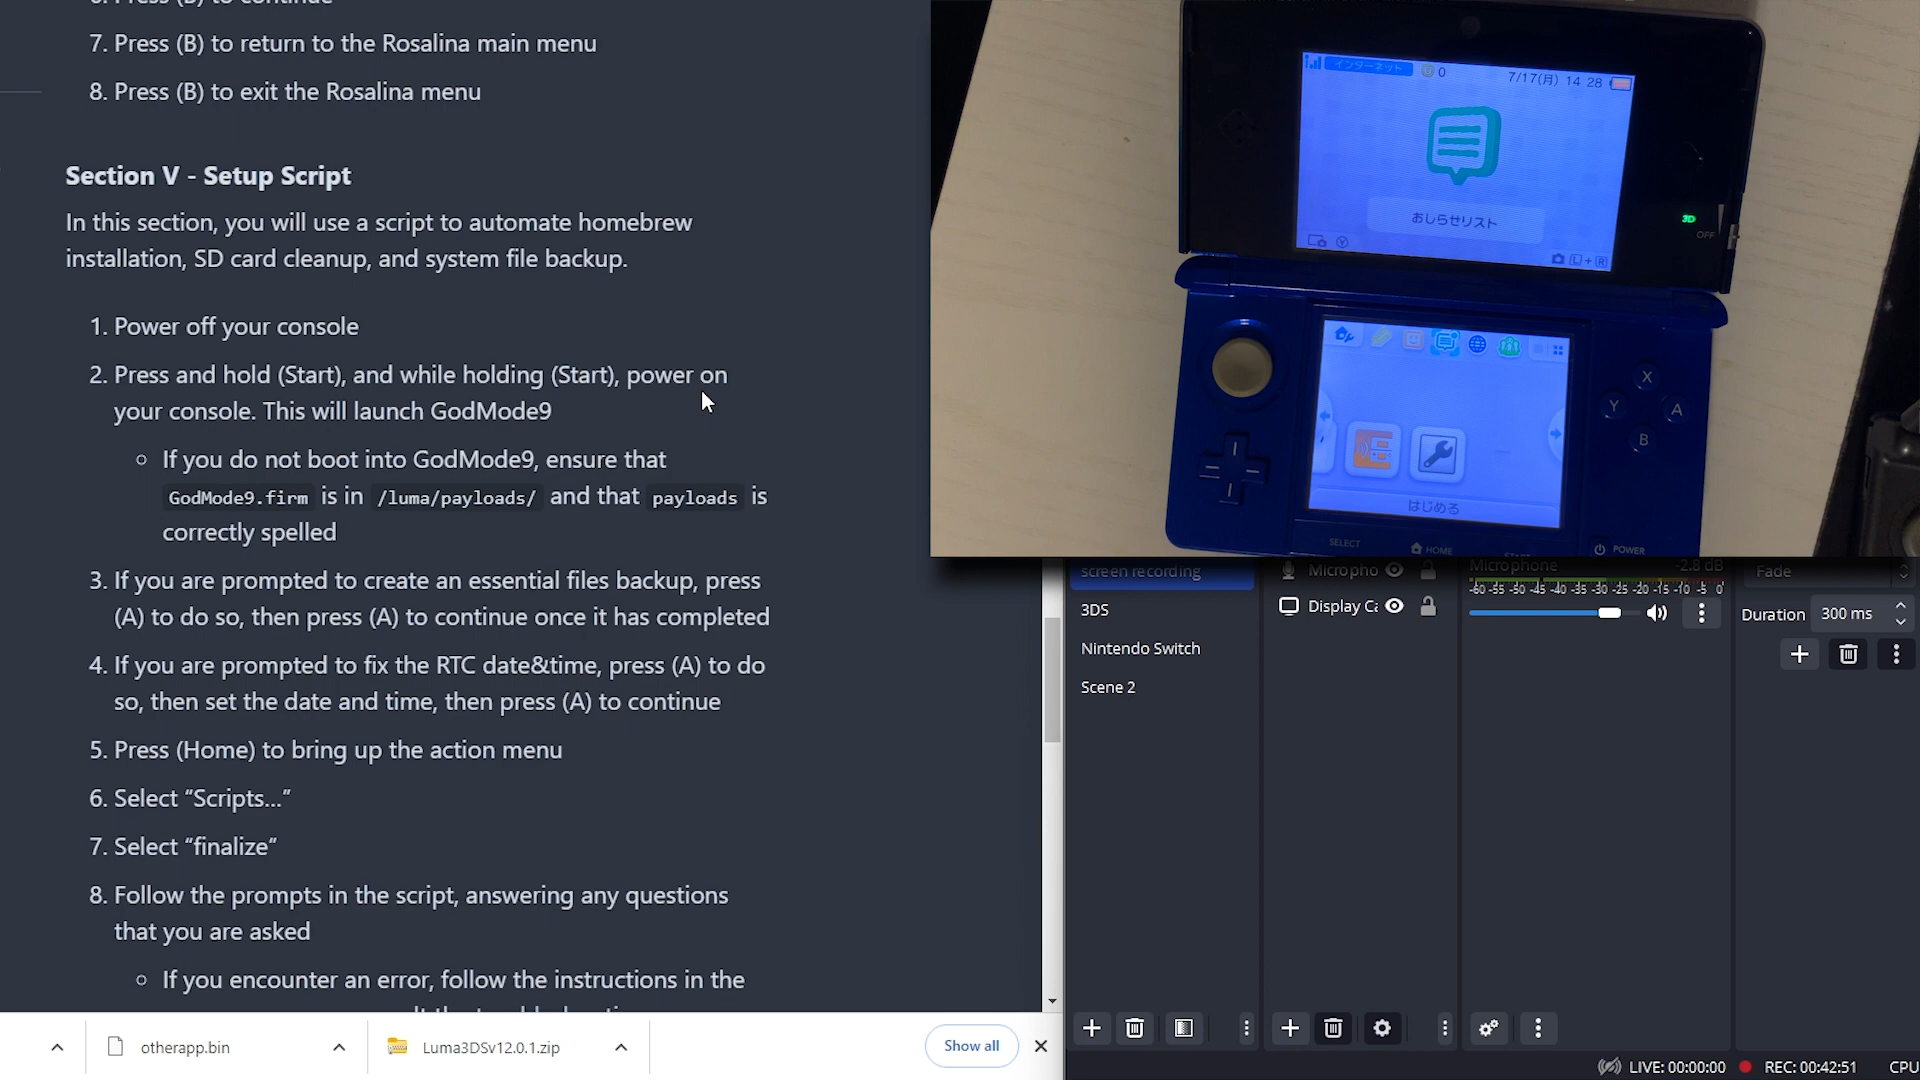 7. Press (B) to return to the Rosalina main menu
8. Press (B) to exit the Rosalina menu
Section V - Setup Script
In this section, you will use a script to automate homebrew
installation, SD card cleanup, and system file backup.
1. Power off your console
2. Press and hold (Start), and while holding (Start), power on
your console. This will launch GodMode9
If you do not boot into GodMode9, ensure that
GodMode9.firm is in /luma/payloads/ and that payloads is
correctly spelled
3. If you are prompted to create an essential files backup, press
(A) to do so, then press (A) to continue once it has completed
4. If you are prompted to fix the RTC date&time, press (A) to do
so, then set the date and time, then press (A) to continue
5. Press (Home) to bring up the action menu
6. Select “Scripts...”
7. Select “finalize”
8. Follow the prompts in the script, answering any questions
that you are asked
If you encounter an error, follow the instructions in the
otherapp.bin
Luma3DSv12.0.1.zip
Show all
インターネット 0 7/17(月) 14 28
おしらせリスト
Y
L+R
3D
OFF
はじめる
X
Y A
B
SELECT HOME POWER
screen recording
3DS
Nintendo Switch
Scene 2
Micropho
Display Ca
Microphone -2.8 dB
-60 -55 -50 -45 -40 -35 -30 -25 -20 -15 -10 -5 0
Fade
Duration 300 ms
LIVE: 00:00:00 REC: 00:42:51 CPU